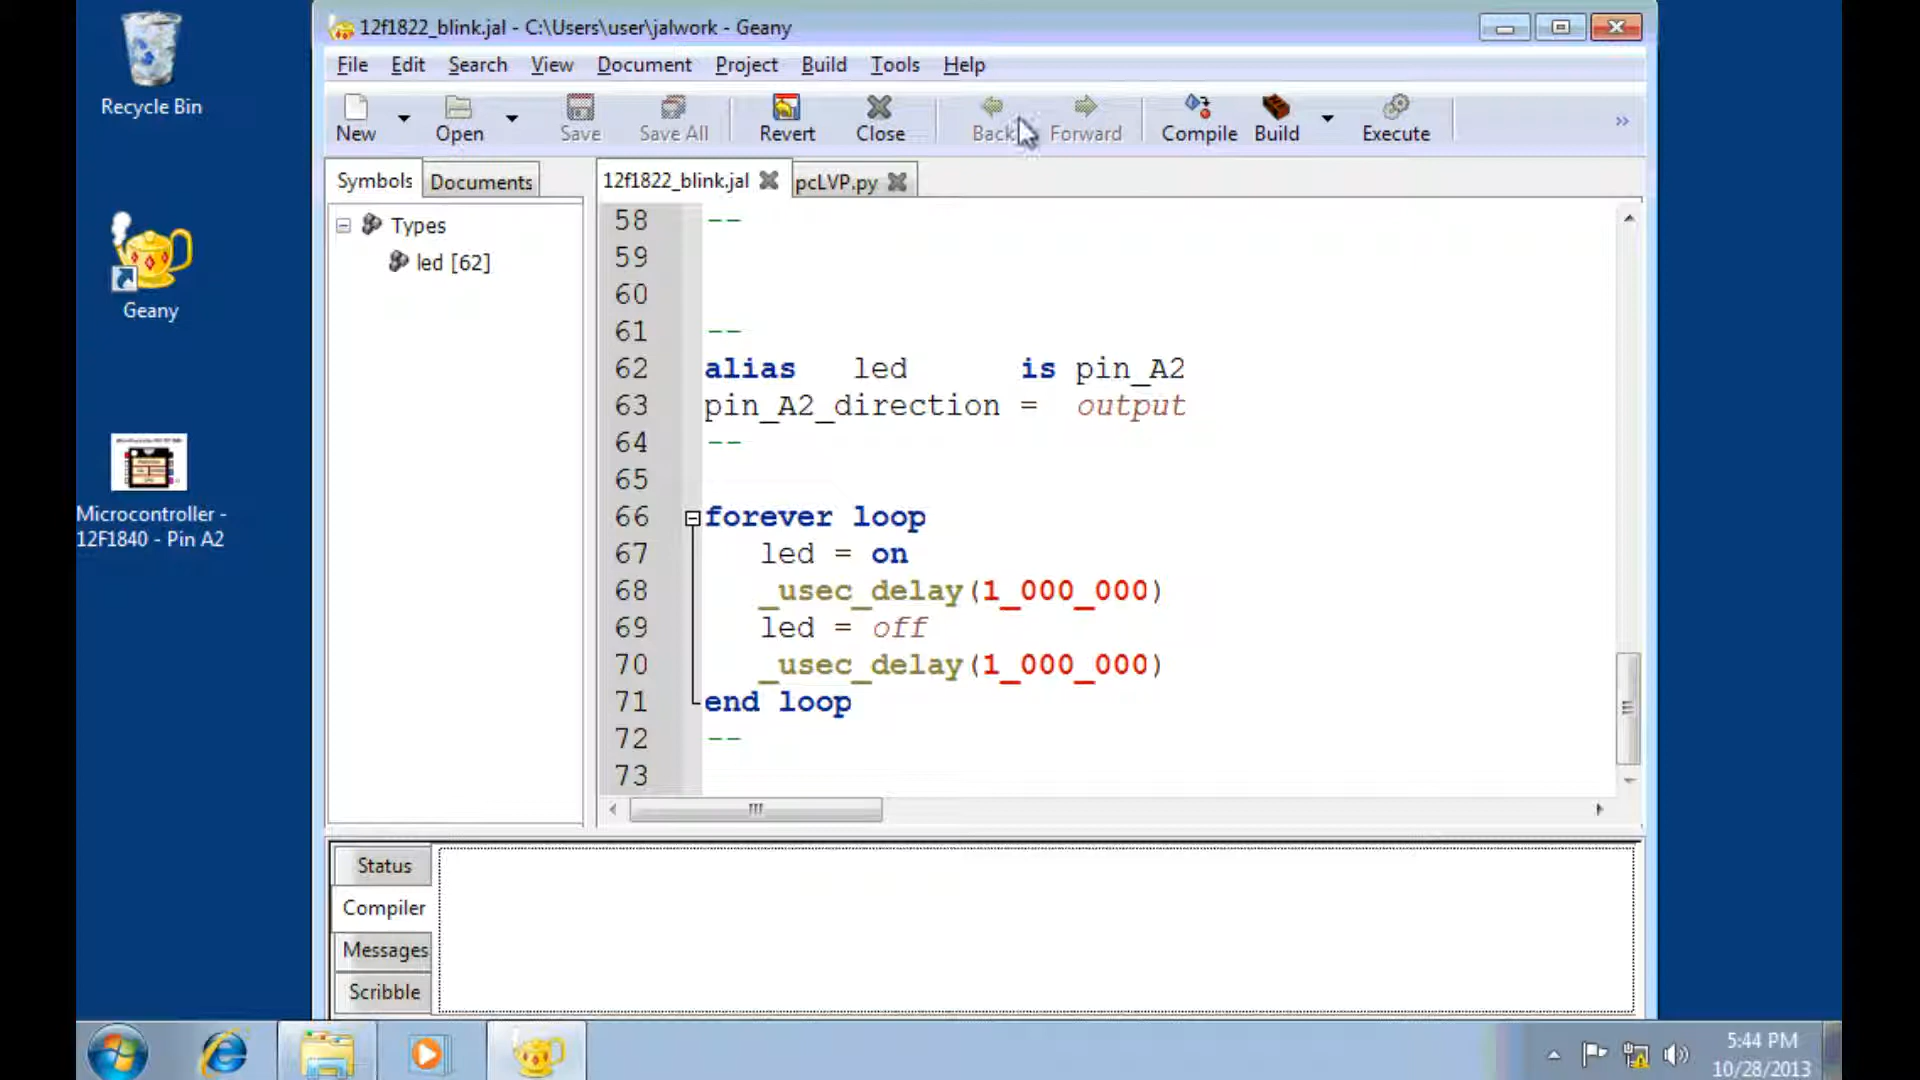 Recycle Bin
Geany
Microcontroller -
12F1840 - Pin A2
12f1822_blink.jal - C:\Users\user\jalwork - Geany
File Edit Search View Document Project Build Tools Help
New Open Save Save All Revert Close Back Forward Compile Build Execute »
Symbols Documents
Types
led [62]
12f1822_blink.jal pcLVP.py
58 --
59
60
61 --
62 alias led is pin_A2
63 pin_A2_direction = output
64 --
65
66 forever loop
67 led = on
68 _usec_delay(1_000_000)
69 led = off
70 _usec_delay(1_000_000)
71 end loop
72 --
73
Status
Compiler
Messages
Scribble
5:44 PM
10/28/2013